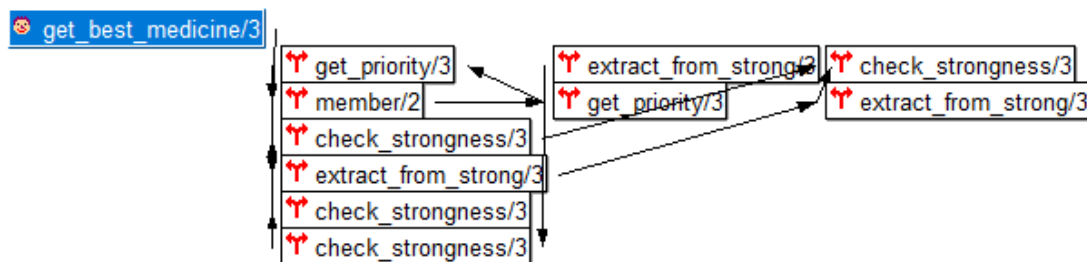 get_best_medicine/3
get_priority/3
member/2
check_strongness/3
extract_from_strong/3
check_strongness/3
check_strongness/3
extract_from_strong/3
get_priority/3
check_strongness/3
extract_from_strong/3